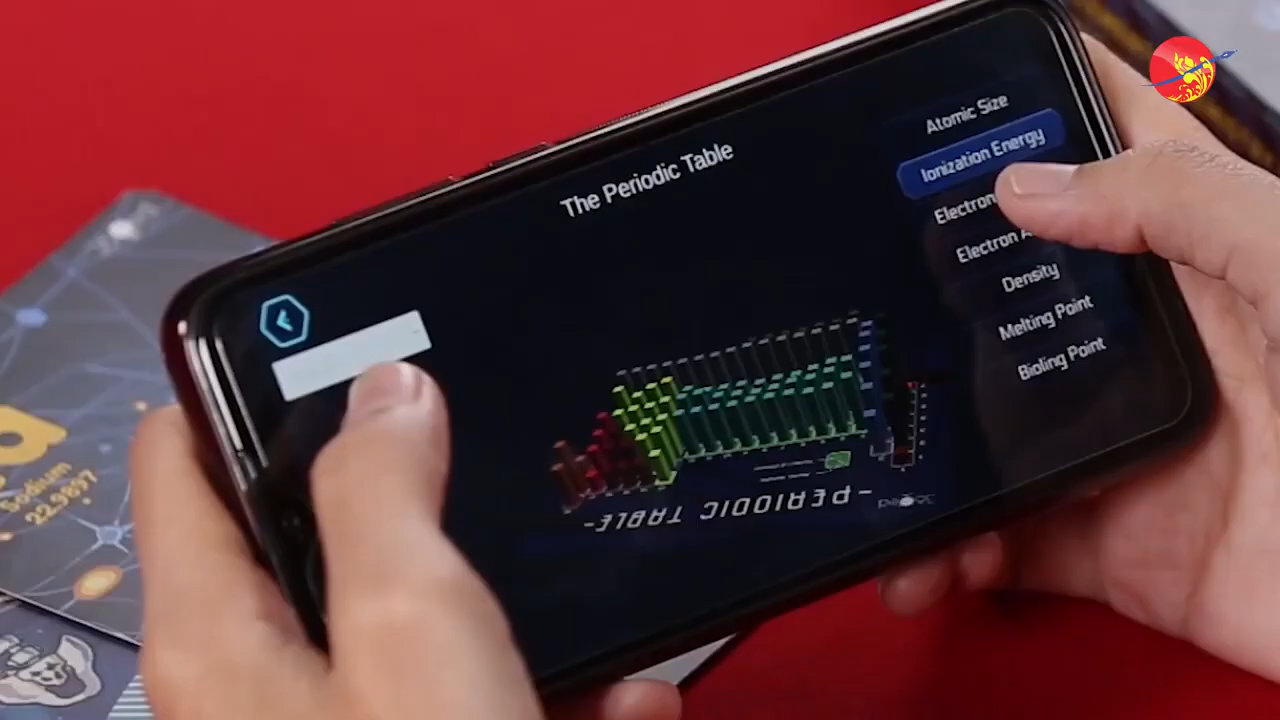 The Periodic Table
Atomic Size
Ionization Energy
Electron
Electron A
Density
Melting Point
Bioling Point
-PERIODIC TABLE-
Sodium
22.9897